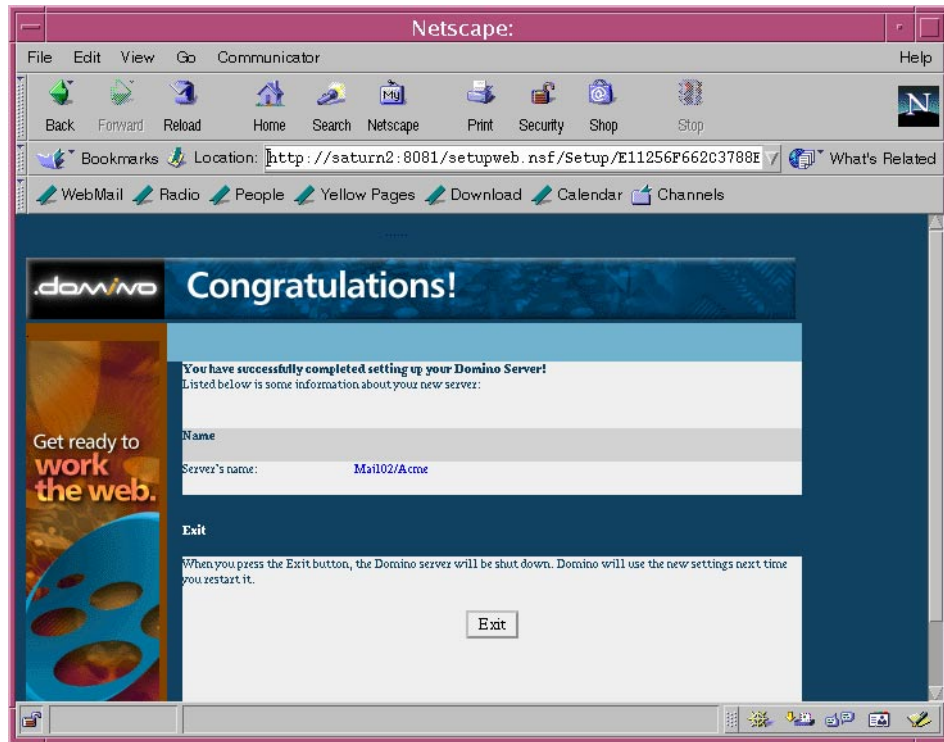 Netscape:
File Edit View Go Communicator Help
Back Forward Reload Home Search Netscape Print Security Shop Stop
My
N
Bookmarks Location: http://saturn2:8081/setupweb.nsf/Setup/E11256F662C3788E What's Related
WebMail Radio People Yellow Pages Download Calendar Channels
.domino Congratulations!
You have successfully completed setting up your Domino Server!
Listed below is some information about your new server:
Name
Server's name: Mail02/Acme
Get ready to
work
the web.
Exit
When you press the Exit button, the Domino server will be shut down. Domino will use the new settings next time
you restart it.
Exit